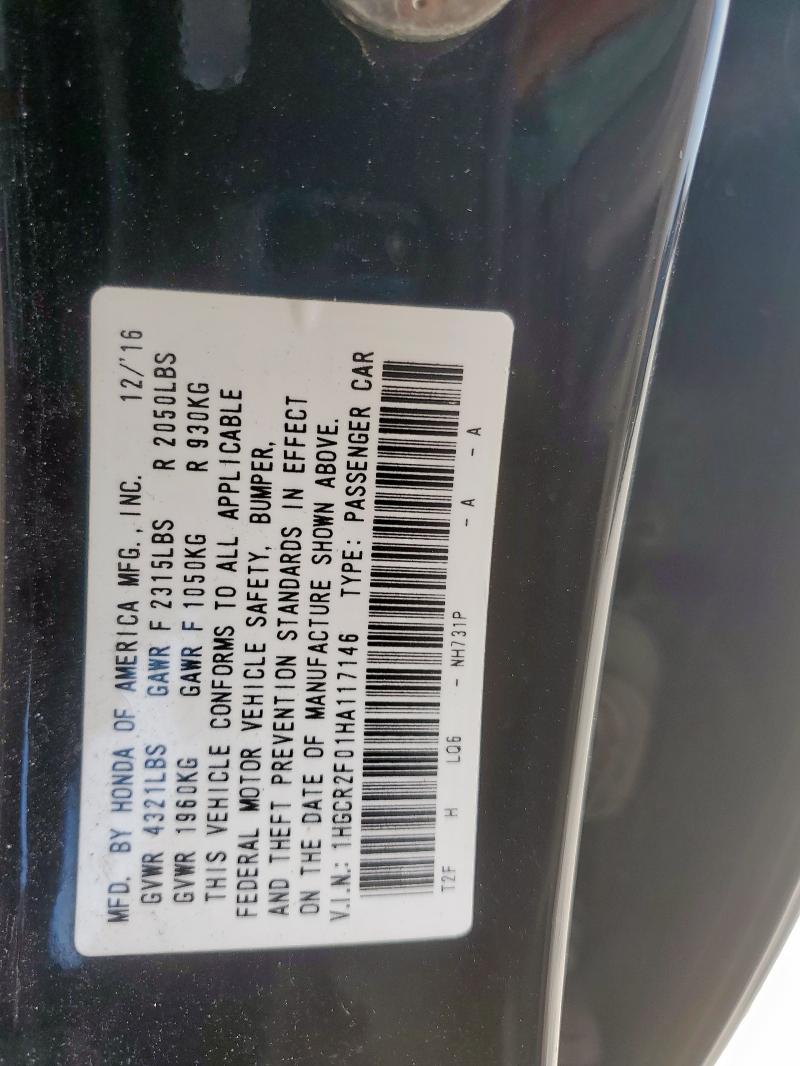 MFD. BY HONDA OF AMERICA MFG., INC. 12/'16
GVWR 4321LBS GAWR F 2315LBS R 2050LBS
GVWR 1960KG GAWR F 1050KG R 930KG
THIS VEHICLE CONFORMS TO ALL APPLICABLE
FEDERAL MOTOR VEHICLE SAFETY, BUMPER,
AND THEFT PREVENTION STANDARDS IN EFFECT
ON THE DATE OF MANUFACTURE SHOWN ABOVE.
V.I.N.: 1HGCR2F01HA117146 TYPE: PASSENGER CAR
T2F H LQ6 - NH731P - A - A